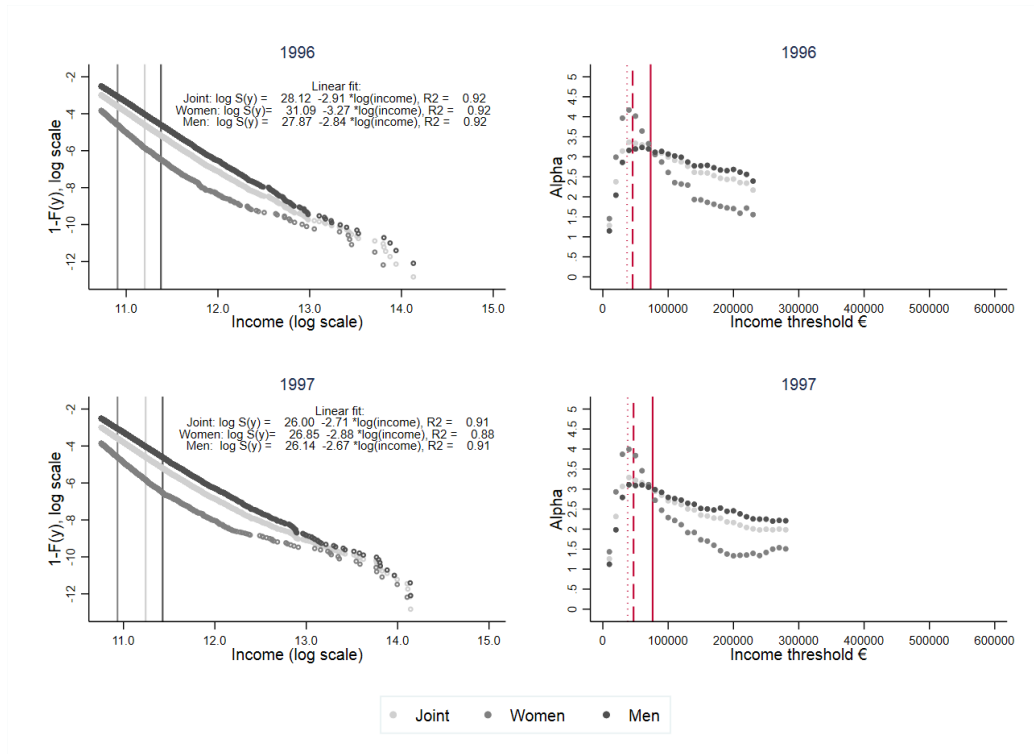 1996
1-F(y), log scale
-2
-4
-6
-8
-10
-12
Linear fit:
Joint: log S(y) = 28.12 -2.91 *log(income), R2 = 0.92
Women: log S(y)= 31.09 -3.27 *log(income), R2 = 0.92
Men: log S(y) = 27.87 -2.84 *log(income), R2 = 0.92
11.0 12.0 13.0 14.0 15.0
Income (log scale)
1996
Alpha
0 .5 1 1.5 2 2.5 3 3.5 4 4.5 5
0 100000 200000 300000 400000 500000 600000
Income threshold €
1997
1-F(y), log scale
-2
-4
-6
-8
-10
-12
Linear fit:
Joint: log S(y) = 26.00 -2.71 *log(income), R2 = 0.91
Women: log S(y)= 26.85 -2.88 *log(income), R2 = 0.88
Men: log S(y) = 26.14 -2.67 *log(income), R2 = 0.91
11.0 12.0 13.0 14.0 15.0
Income (log scale)
1997
Alpha
0 .5 1 1.5 2 2.5 3 3.5 4 4.5 5
0 100000 200000 300000 400000 500000 600000
Income threshold €
Joint Women Men